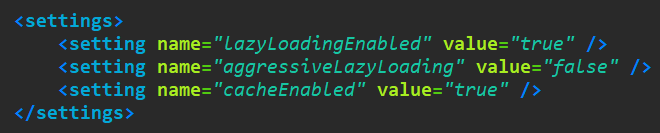 <settings>
    <setting name="lazyLoadingEnabled" value="true" />
    <setting name="aggressiveLazyLoading" value="false" />
    <setting name="cacheEnabled" value="true" />
</settings>